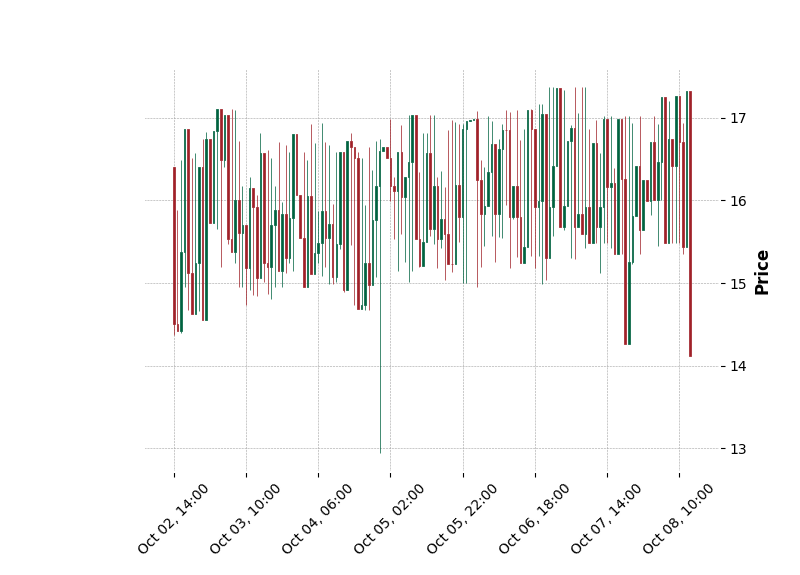 17
16
15
14
13
Price
Oct 02, 14:00
Oct 03, 10:00
Oct 04, 06:00
Oct 05, 02:00
Oct 05, 22:00
Oct 06, 18:00
Oct 07, 14:00
Oct 08, 10:00